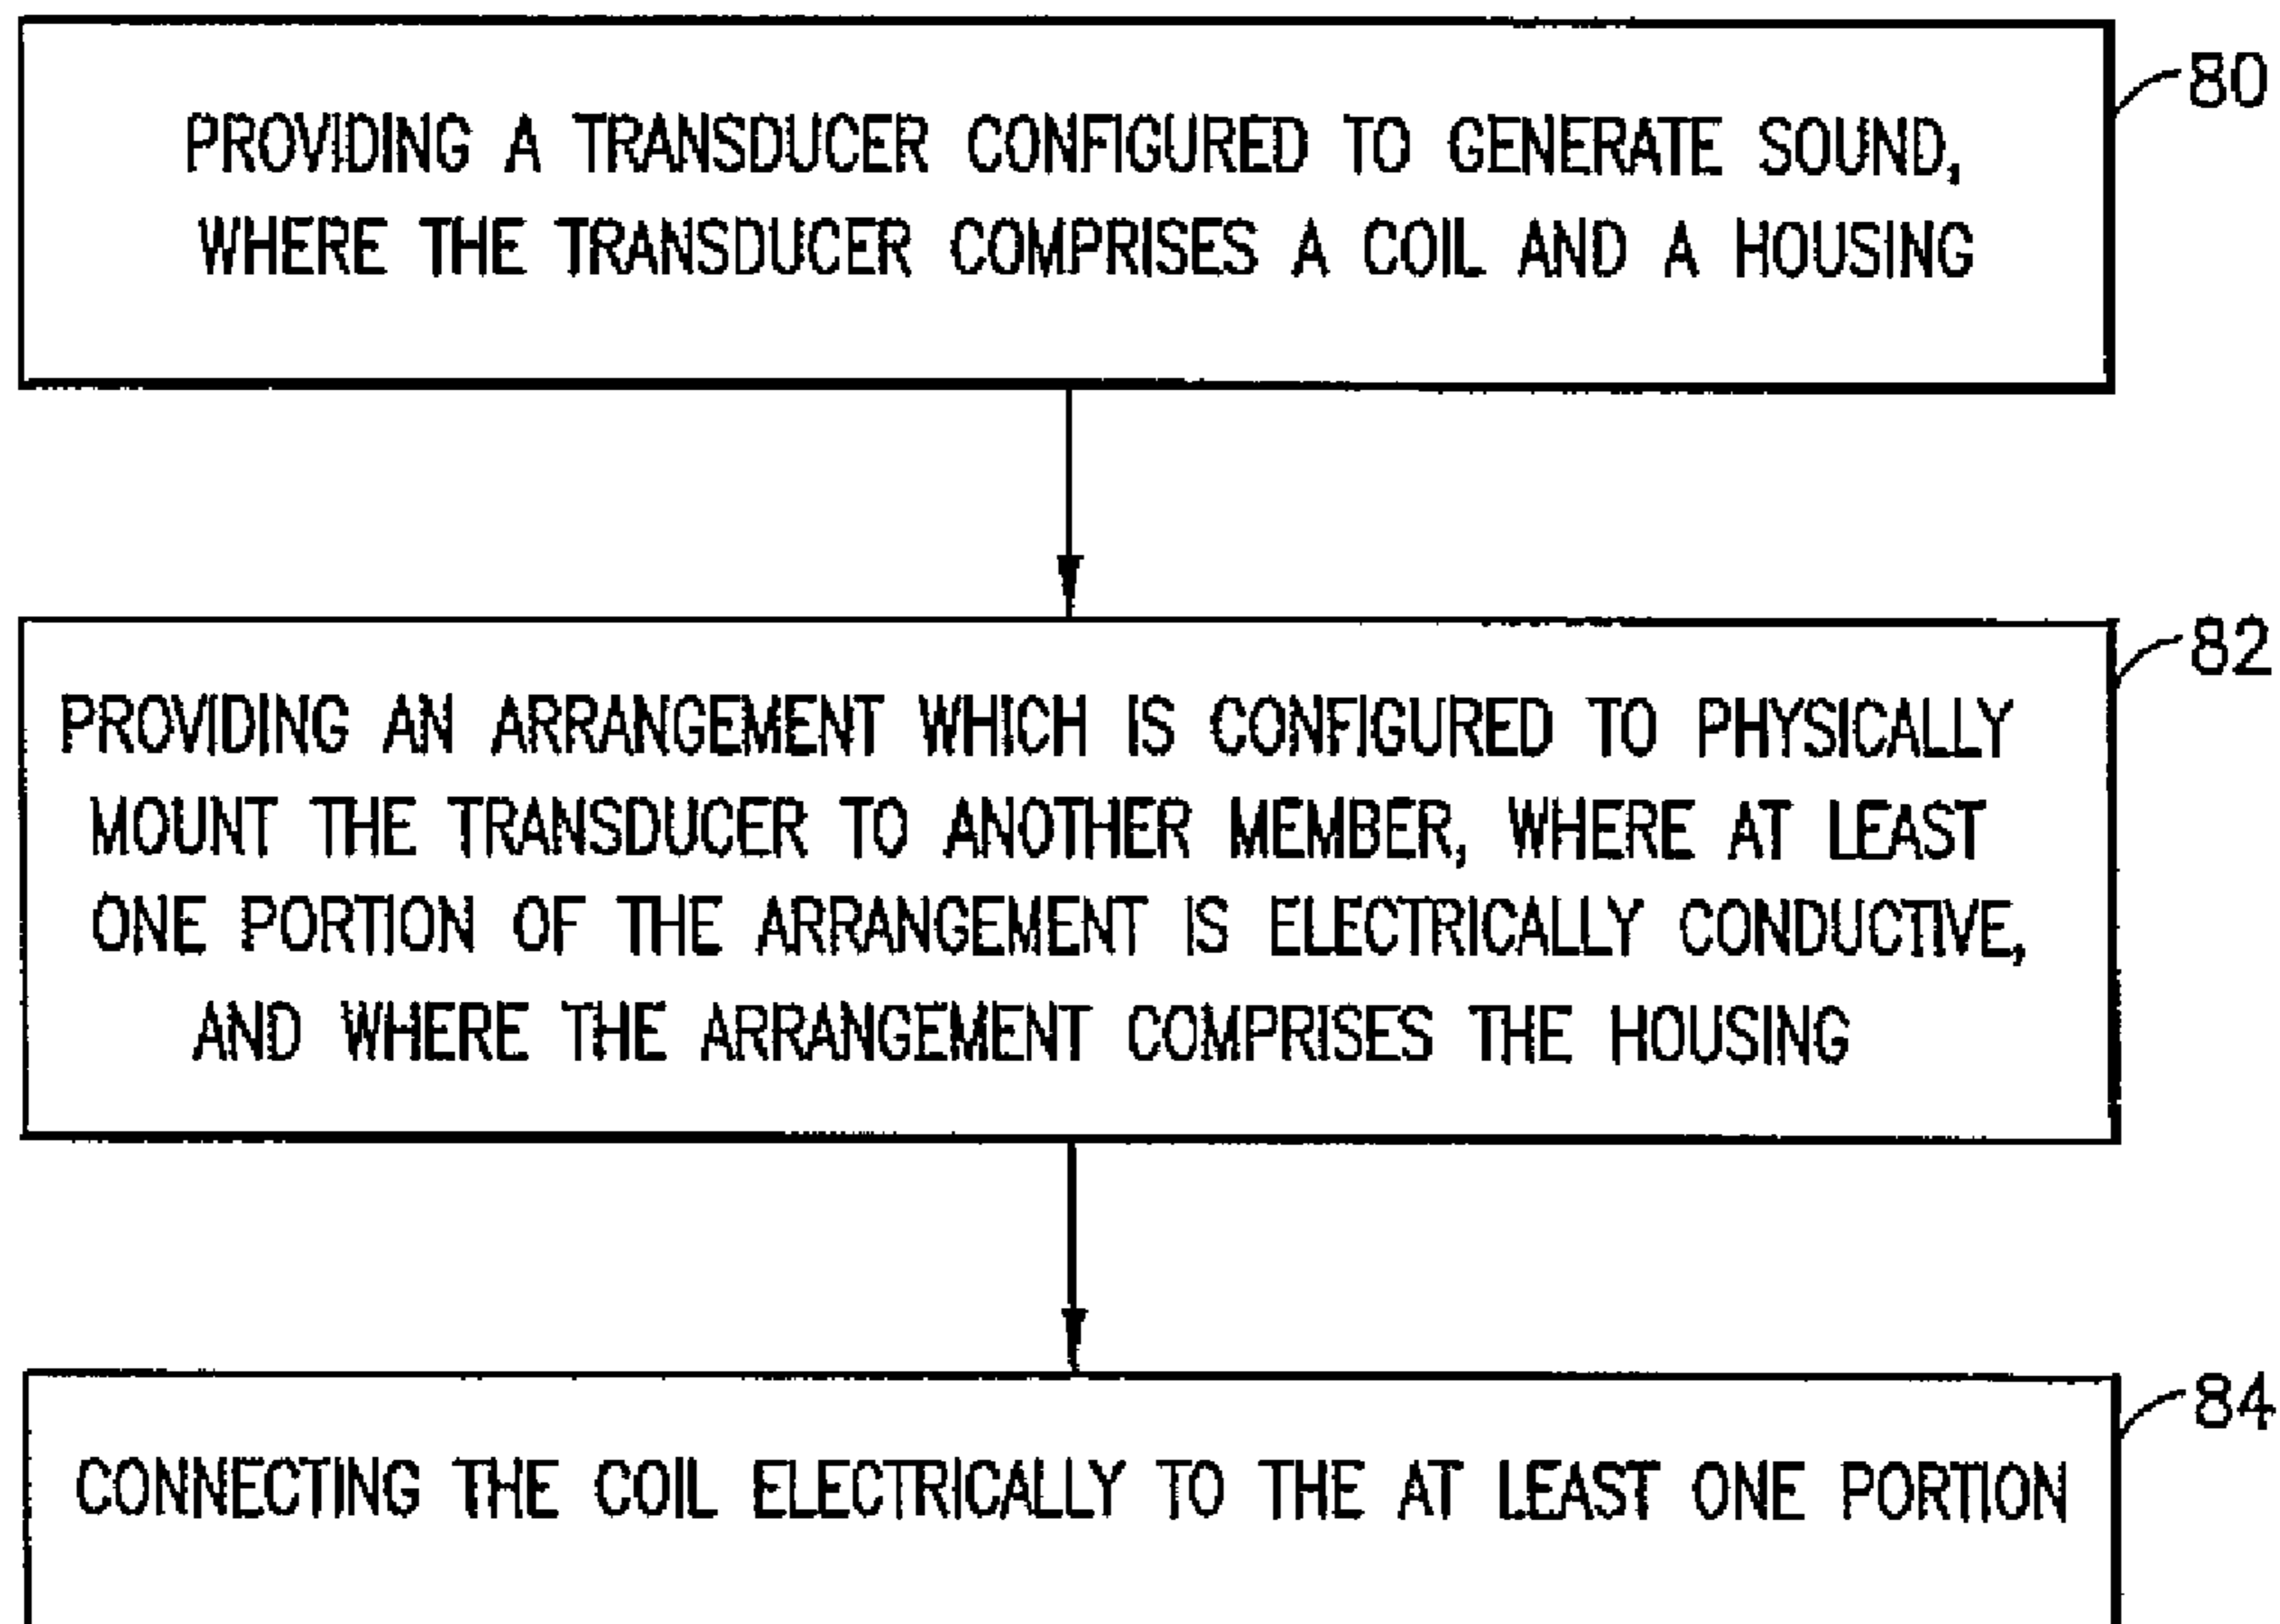 80
PROVIDING A TRANSDUCER CONFIGURED TO GENERATE SOUND,
WHERE THE TRANSDUCER COMPRISES A COIL AND A HOUSING
82
PROVIDING AN ARRANGEMENT WHICH IS CONFIGURED TO PHYSICALLY
MOUNT THE TRANSDUCER TO ANOTHER MEMBER, WHERE AT LEAST
ONE PORTION OF THE ARRANGEMENT IS ELECTRICALLY CONDUCTIVE,
AND WHERE THE ARRANGEMENT COMPRISES THE HOUSING
84
CONNECTING THE COIL ELECTRICALLY TO THE AT LEAST ONE PORTION